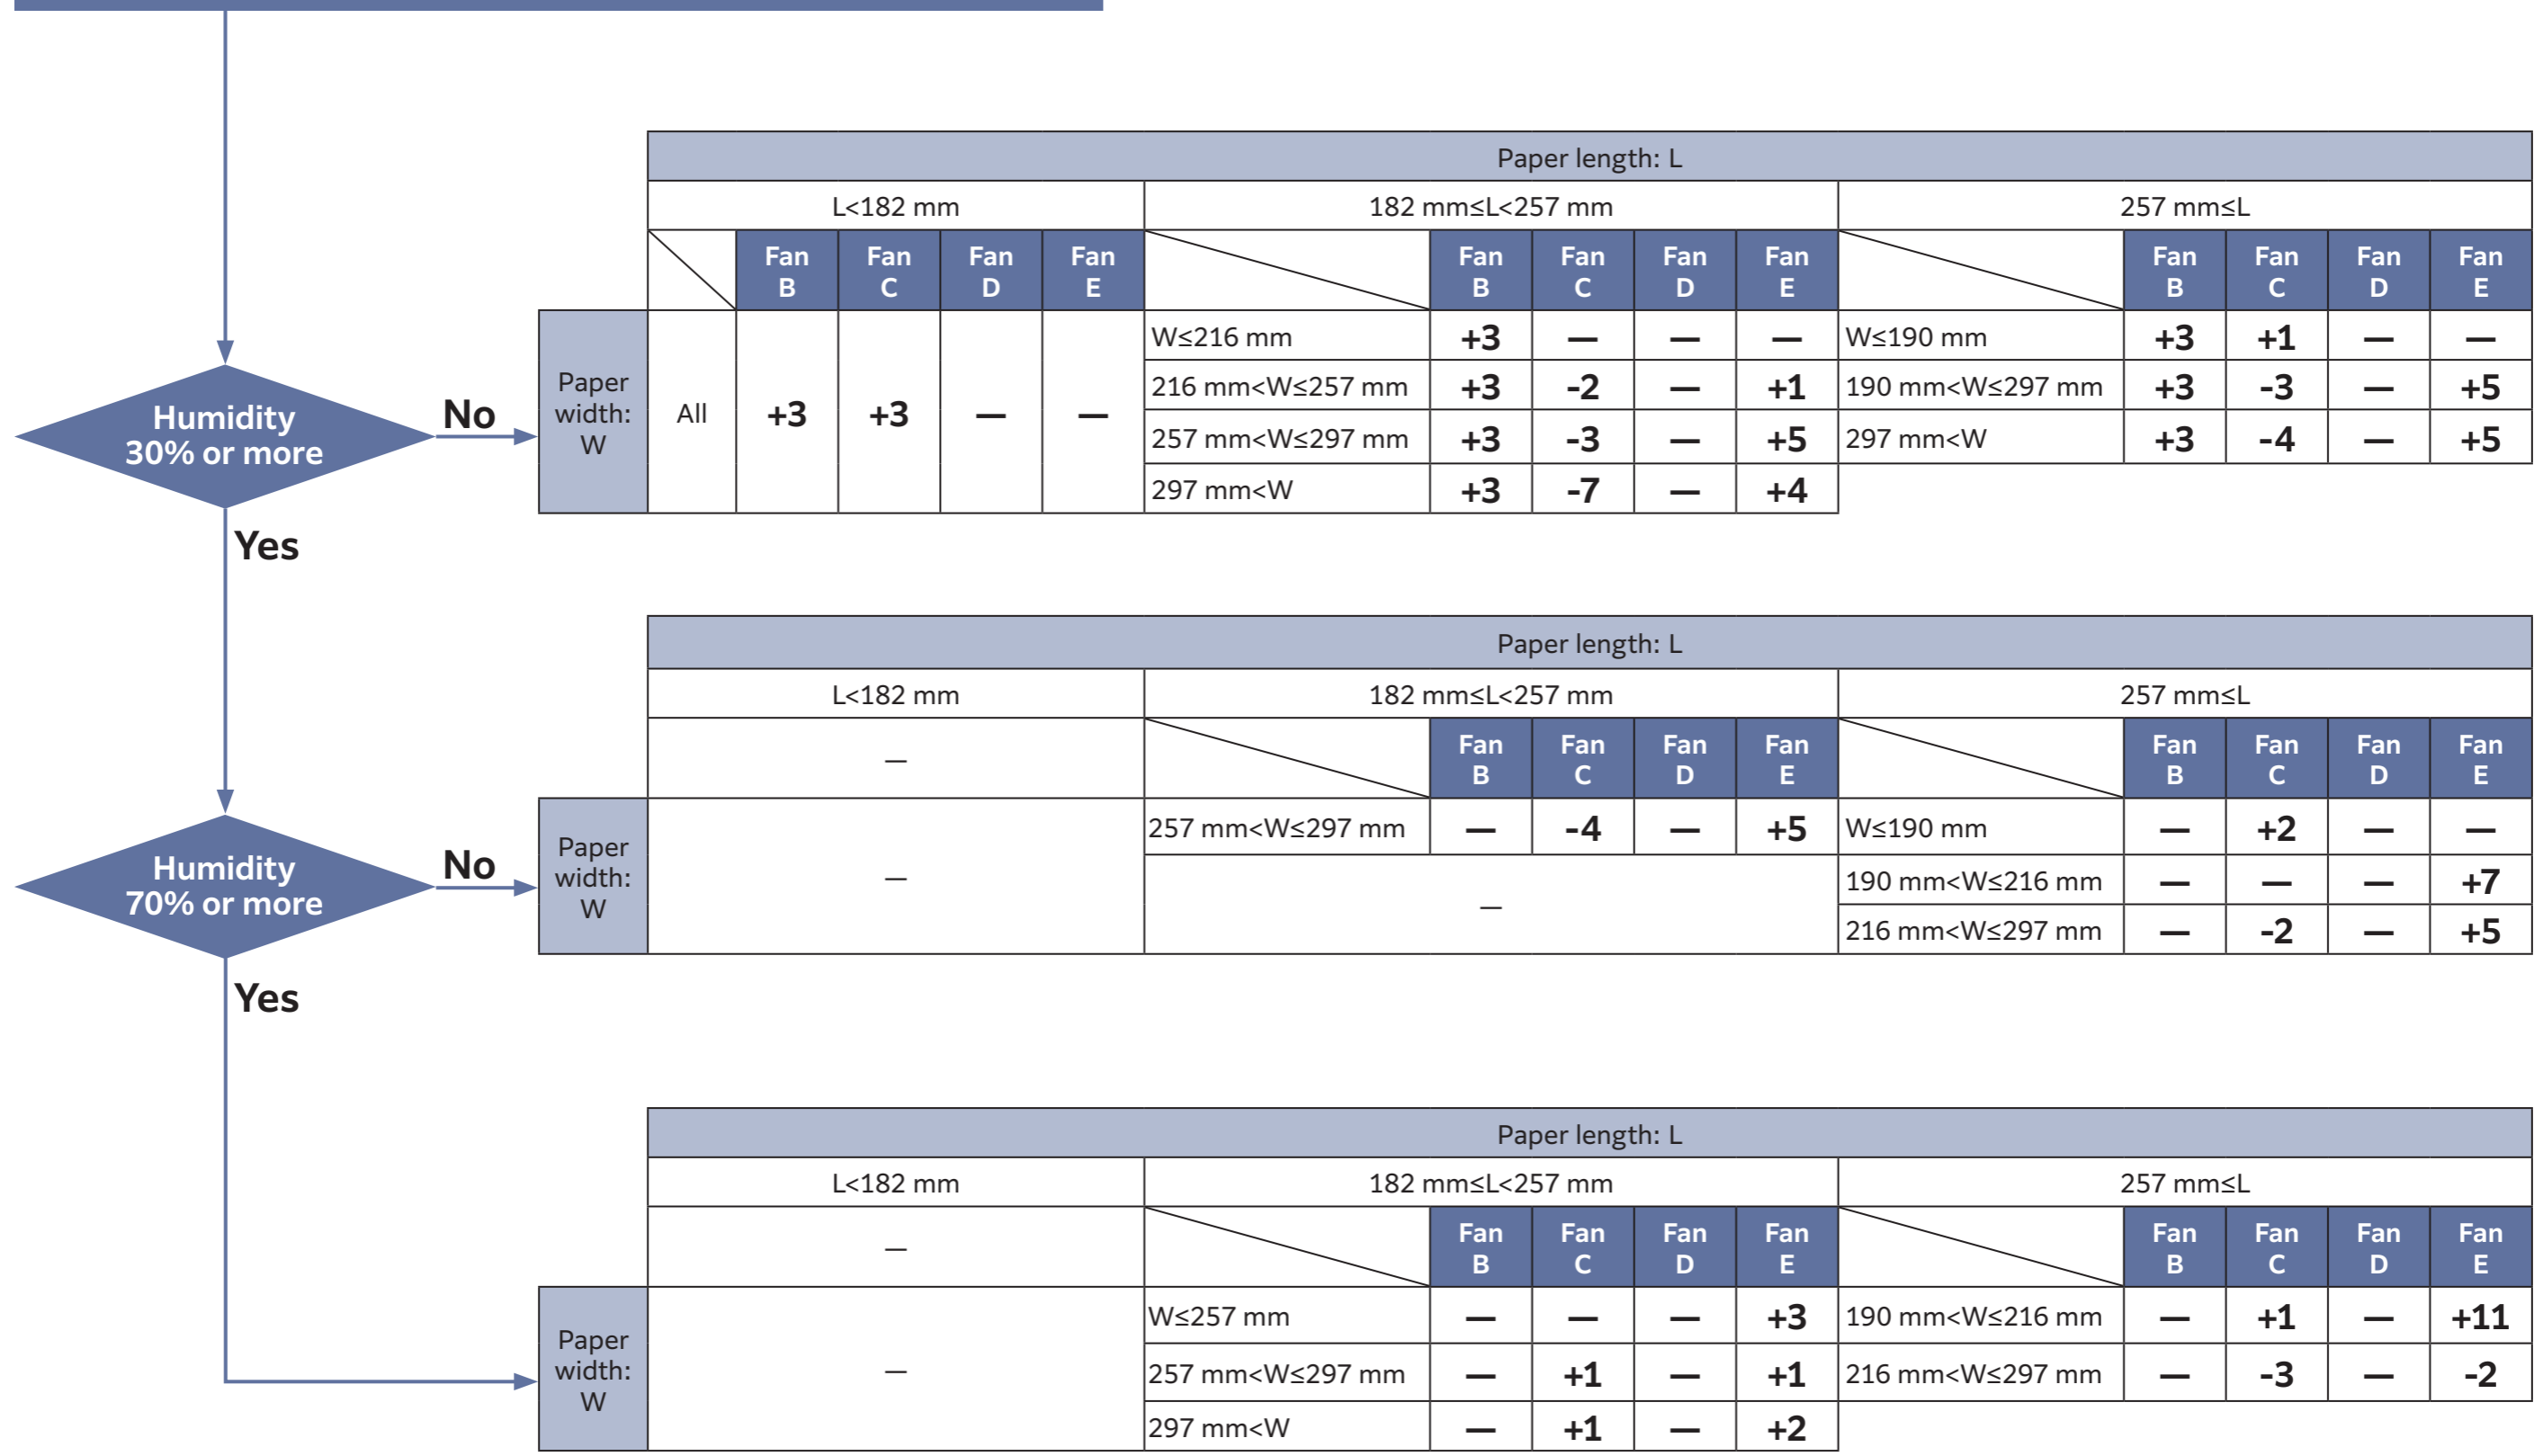 Humidity
30% or more
No
Yes
Paper length: L
L<182 mm 182 mm≤L<257 mm 257 mm≤L
Fan B Fan C Fan D Fan E Fan B Fan C Fan D Fan E Fan B Fan C Fan D Fan E
Paper width: W
All +3 +3 — —
W≤216 mm +3 — — — W≤190 mm +3 +1 — —
216 mm<W≤257 mm +3 -2 — +1 190 mm<W≤297 mm +3 -3 — +5
257 mm<W≤297 mm +3 -3 — +5 297 mm<W +3 -4 — +5
297 mm<W +3 -7 — +4
Humidity
70% or more
No
Yes
Paper length: L
L<182 mm 182 mm≤L<257 mm 257 mm≤L
— Fan B Fan C Fan D Fan E Fan B Fan C Fan D Fan E
Paper width: W
—
257 mm<W≤297 mm — -4 — +5 W≤190 mm — +2 — —
— 190 mm<W≤216 mm — — — +7
216 mm<W≤297 mm — -2 — +5
Paper length: L
L<182 mm 182 mm≤L<257 mm 257 mm≤L
— Fan B Fan C Fan D Fan E Fan B Fan C Fan D Fan E
Paper width: W
—
W≤257 mm — — — +3 190 mm<W≤216 mm — +1 — +11
257 mm<W≤297 mm — +1 — +1 216 mm<W≤297 mm — -3 — -2
297 mm<W — +1 — +2